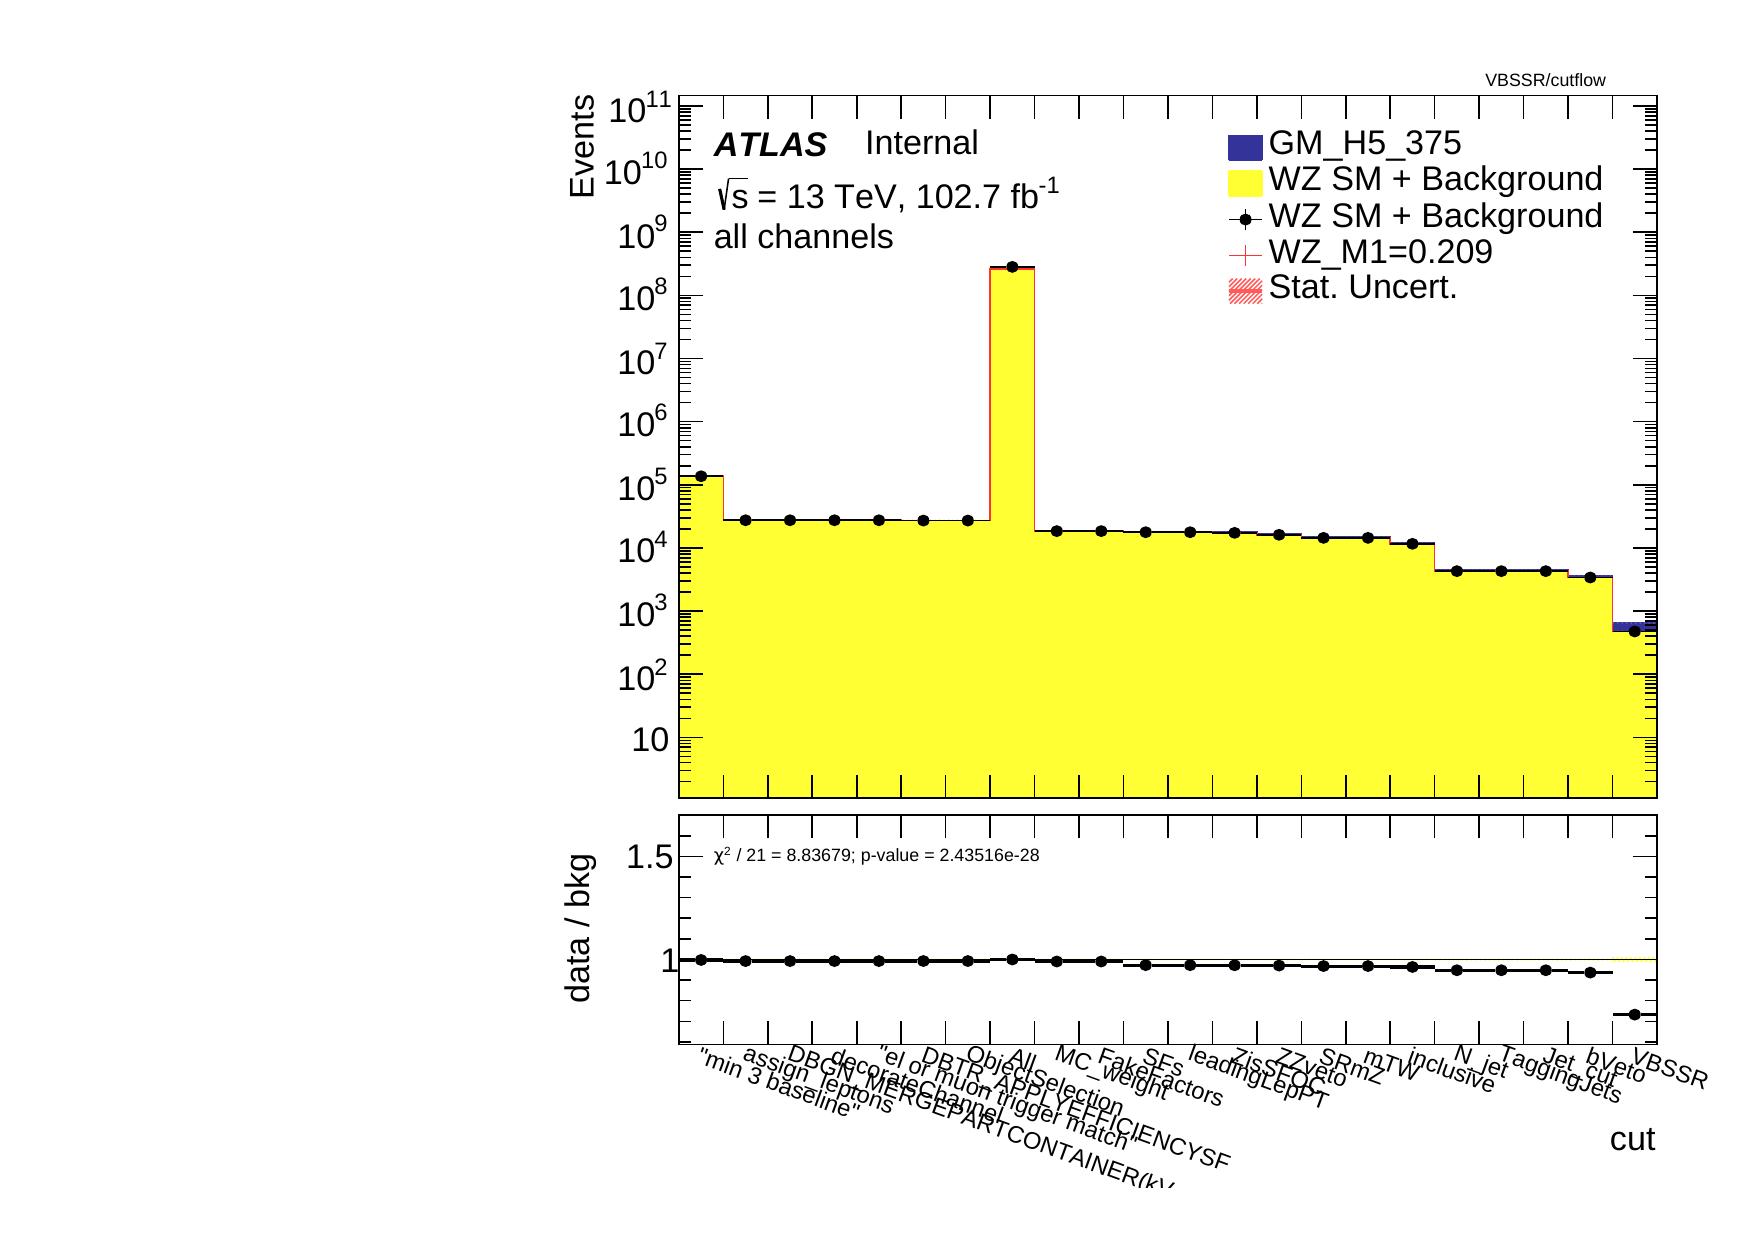 VBSSR/cutflow
Events
10^11
10^10
10^9
10^8
10^7
10^6
10^5
10^4
10^3
10^2
10
ATLAS Internal
√s = 13 TeV, 102.7 fb^-1
all channels
GM_H5_375
WZ SM + Background
WZ SM + Background
WZ_M1=0.209
Stat. Uncert.
data / bkg
1.5
1
χ² / 21 = 8.83679; p-value = 2.43516e-28
"min 3 baseline"
assign_leptons
DBGN_MERGEPARTCONTAINER(kV
decorateChannel
"el or muon trigger match"
DBTR_APPLYEFFICIENCYSF
ObjectSelection
All
MC_weight
FakeFactors
SFs
leadingLepPT
ZisSFOC
ZZveto
SRmZ
mTW
inclusive
N_jet
TaggingJets
Jet_cut
bVeto
VBSSR
cut